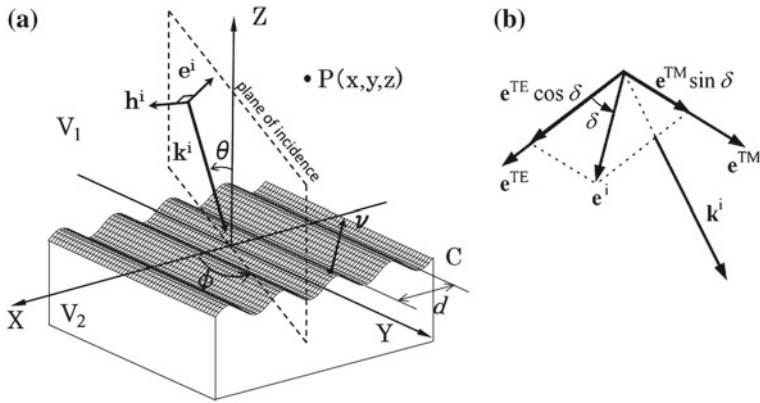 (a)
Z
e^i
P(x,y,z)
h^i
plane of incidence
V_1
k^i
θ
ν
C
ϕ
X
V_2
Y
d
(b)
e^TE cos δ
e^TM sin δ
δ
e^TE
e^i
e^TM
k^i